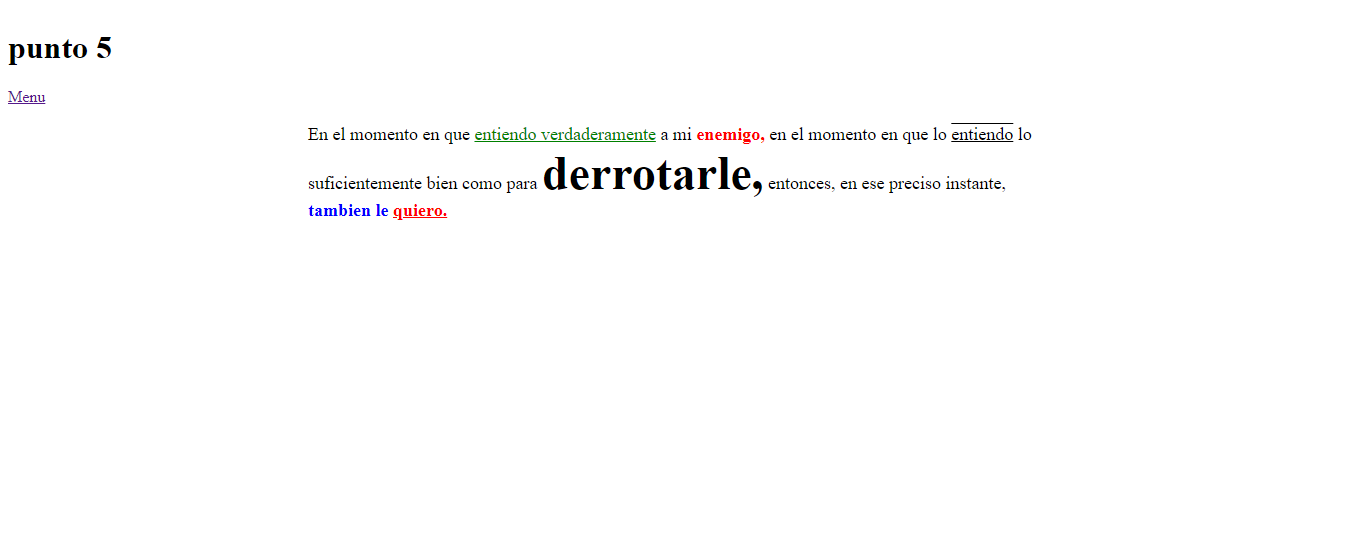 punto 5
Menu
En el momento en que entiendo verdaderamente a mi enemigo, en el momento en que lo entiendo lo
suficientemente bien como para derrotarle, entonces, en ese preciso instante,
tambien le quiero.